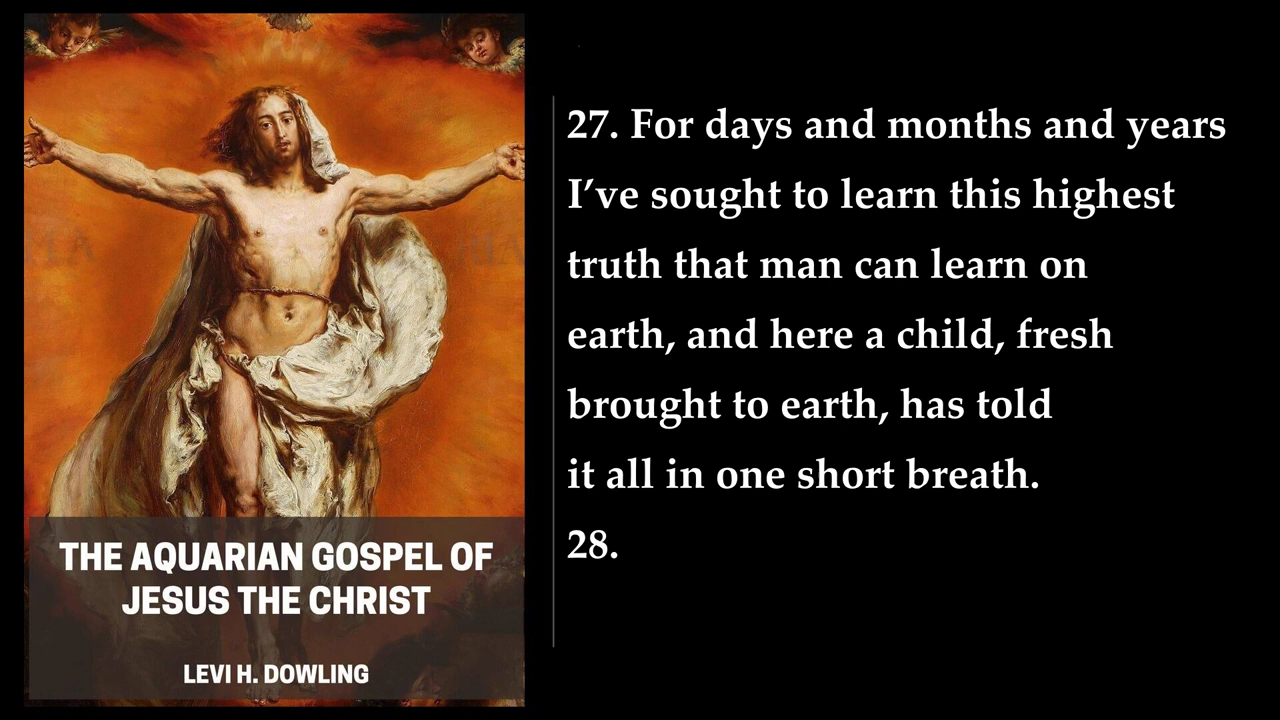 THE AQUARIAN GOSPEL OF
JESUS THE CHRIST
LEVI H. DOWLING
27. For days and months and years
I’ve sought to learn this highest
truth that man can learn on
earth, and here a child, fresh
brought to earth, has told
it all in one short breath.
28.